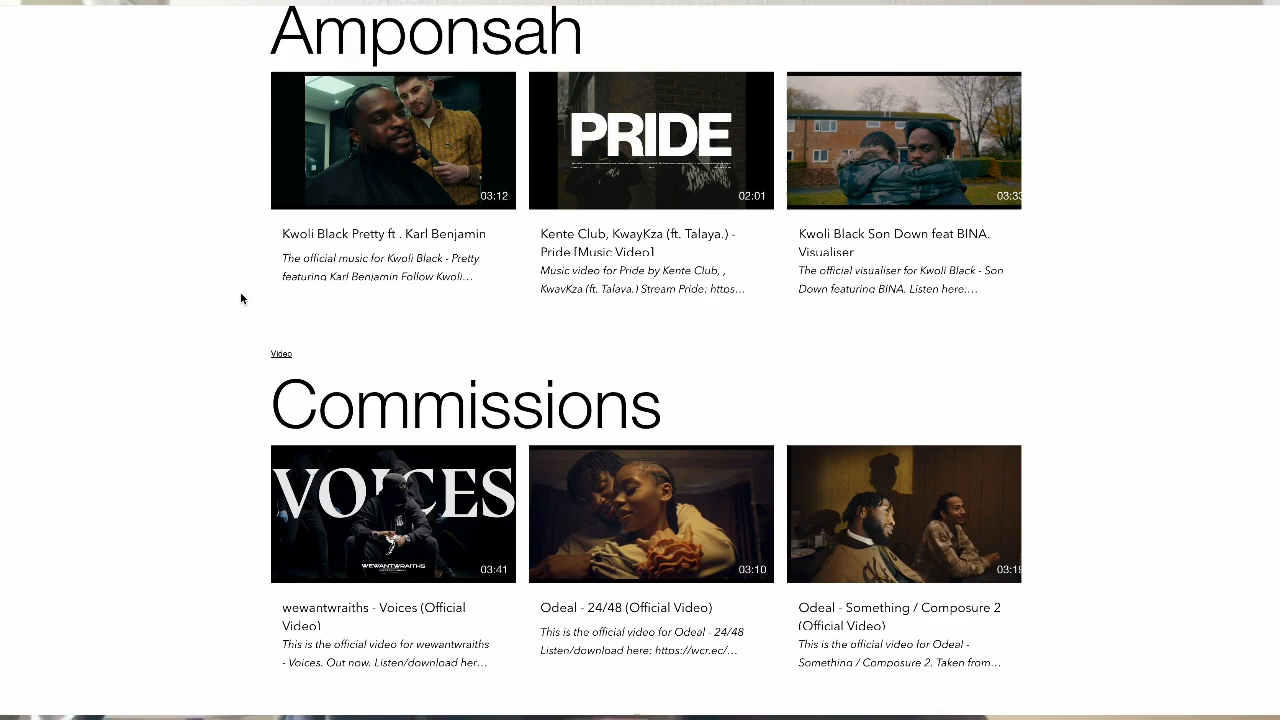 Amponsah
PRIDE
03:12
02:01
03:33
Kwoli Black Pretty ft . Karl Benjamin
The official music for Kwoli Black - Pretty
featuring Karl Benjamin Follow Kwoli…
Kente Club, KwayKza (ft. Talaya.) -
Pride [Music Video]
Music video for Pride by Kente Club, ,
KwayKza (ft. Talaya.) Stream Pride: https…
Kwoli Black Son Down feat BINA.
Visualiser
The official visualiser for Kwoli Black - Son
Down featuring BINA. Listen here:…
Video
Commissions
VOICES
WEWANTWRAITHS
03:41
03:10
03:19
wewantwraiths - Voices (Official
Video)
This is the official video for wewantwraiths
- Voices. Out now. Listen/download her…
Odeal - 24/48 (Official Video)
This is the official video for Odeal - 24/48
Listen/download here: https://wcr.ec/…
Odeal - Something / Composure 2
(Official Video)
This is the official video for Odeal -
Something / Composure 2. Taken from…